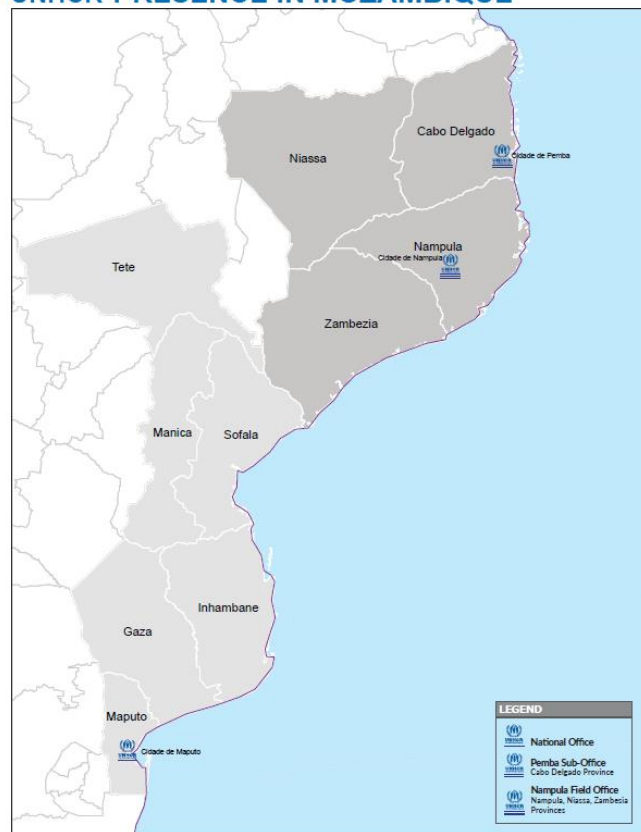 UNHCR PRESENCE IN MOZAMBIQUE
Cabo Delgado
Niassa
Cidade de Pemba
Nampula
Cidade de Nampula
Tete
Zambezia
Manica
Sofala
Inhambane
Gaza
Maputo
Cidade de Maputo
LEGEND
National Office
Pemba Sub-Office
Cabo Delgado Province
Nampula Field Office
Nampula, Niassa, Zambesia
Provinces